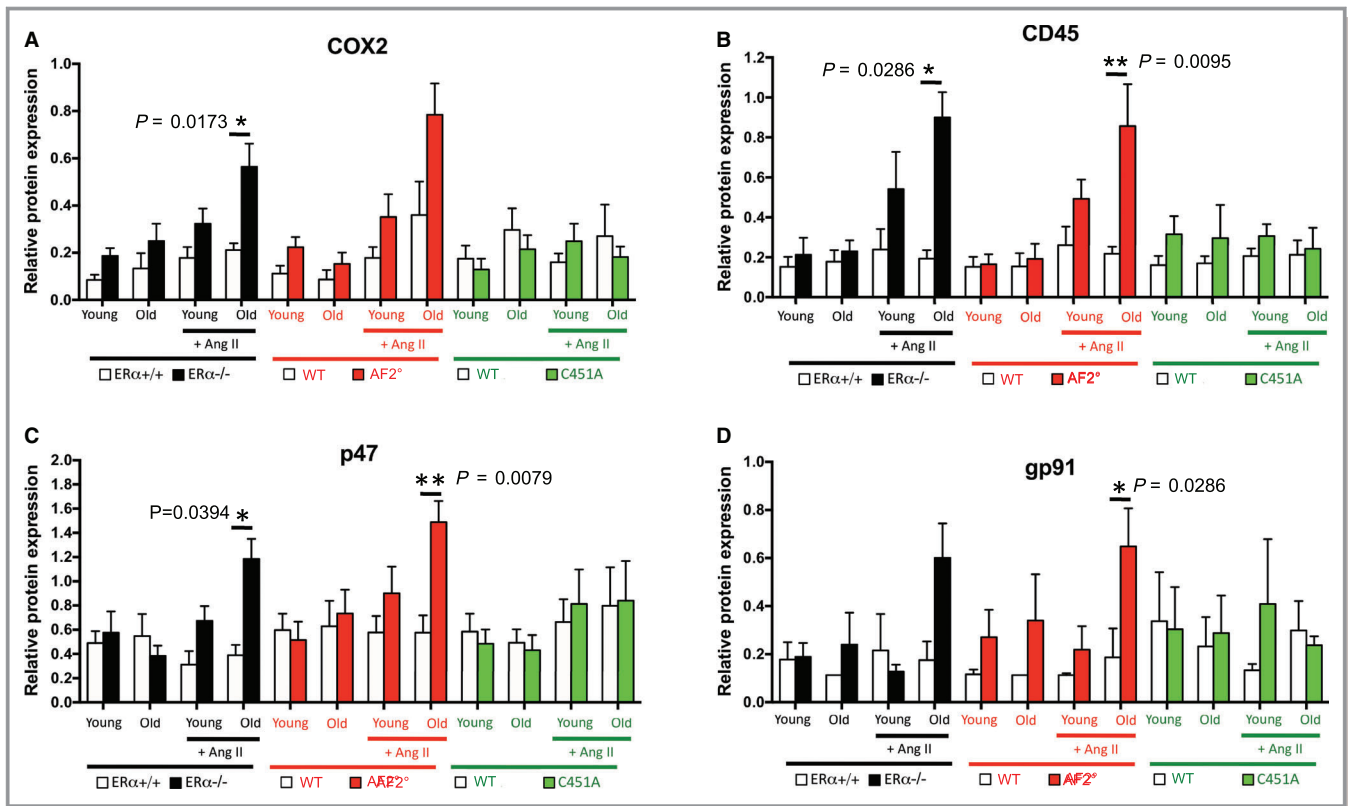 A
COX2
Relative protein expression
1.0
0.8
0.6
0.4
0.2
0.0
P = 0.0173 *
Young Old Young Old Young Old Young Old Young Old Young Old
+ Ang II + Ang II + Ang II
ERα+/+ ERα-/- WT AF2° WT C451A
B
CD45
Relative protein expression
1.2
1.0
0.8
0.6
0.4
0.2
0.0
P = 0.0286 * ** P = 0.0095
Young Old Young Old Young Old Young Old Young Old Young Old
+ Ang II + Ang II + Ang II
ERα+/+ ERα-/- WT AF2° WT C451A
C
p47
Relative protein expression
2.0
1.8
1.6
1.4
1.2
1.0
0.8
0.6
0.4
0.2
0.0
P=0.0394 * ** P = 0.0079
Young Old Young Old Young Old Young Old Young Old Young Old
+ Ang II + Ang II + Ang II
ERα+/+ ERα-/- WT AF2° WT C451A
D
gp91
Relative protein expression
1.0
0.8
0.6
0.4
0.2
0.0
* P = 0.0286
Young Old Young Old Young Old Young Old Young Old Young Old
+ Ang II + Ang II + Ang II
ERα+/+ ERα-/- WT AF2° WT C451A